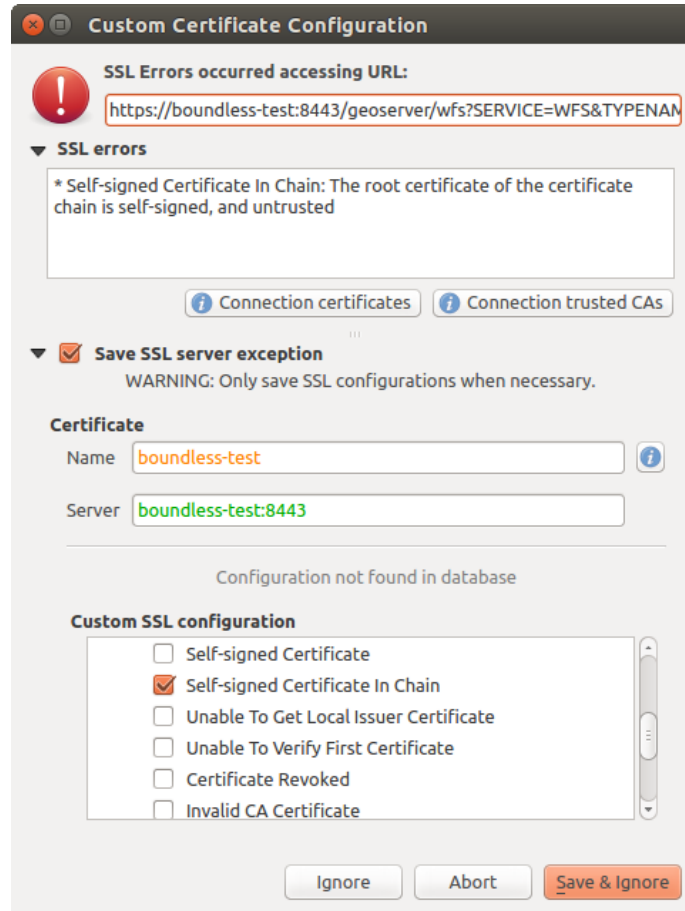 Custom Certificate Configuration
SSL Errors occurred accessing URL:
https://boundless-test:8443/geoserver/wfs?SERVICE=WFS&TYPENAM
SSL errors
* Self-signed Certificate In Chain: The root certificate of the certificate
chain is self-signed, and untrusted
Connection certificates Connection trusted CAs
Save SSL server exception
WARNING: Only save SSL configurations when necessary.
Certificate
Name boundless-test
Server boundless-test:8443
Configuration not found in database
Custom SSL configuration
Self-signed Certificate
Self-signed Certificate In Chain
Unable To Get Local Issuer Certificate
Unable To Verify First Certificate
Certificate Revoked
Invalid CA Certificate
Ignore Abort Save & Ignore